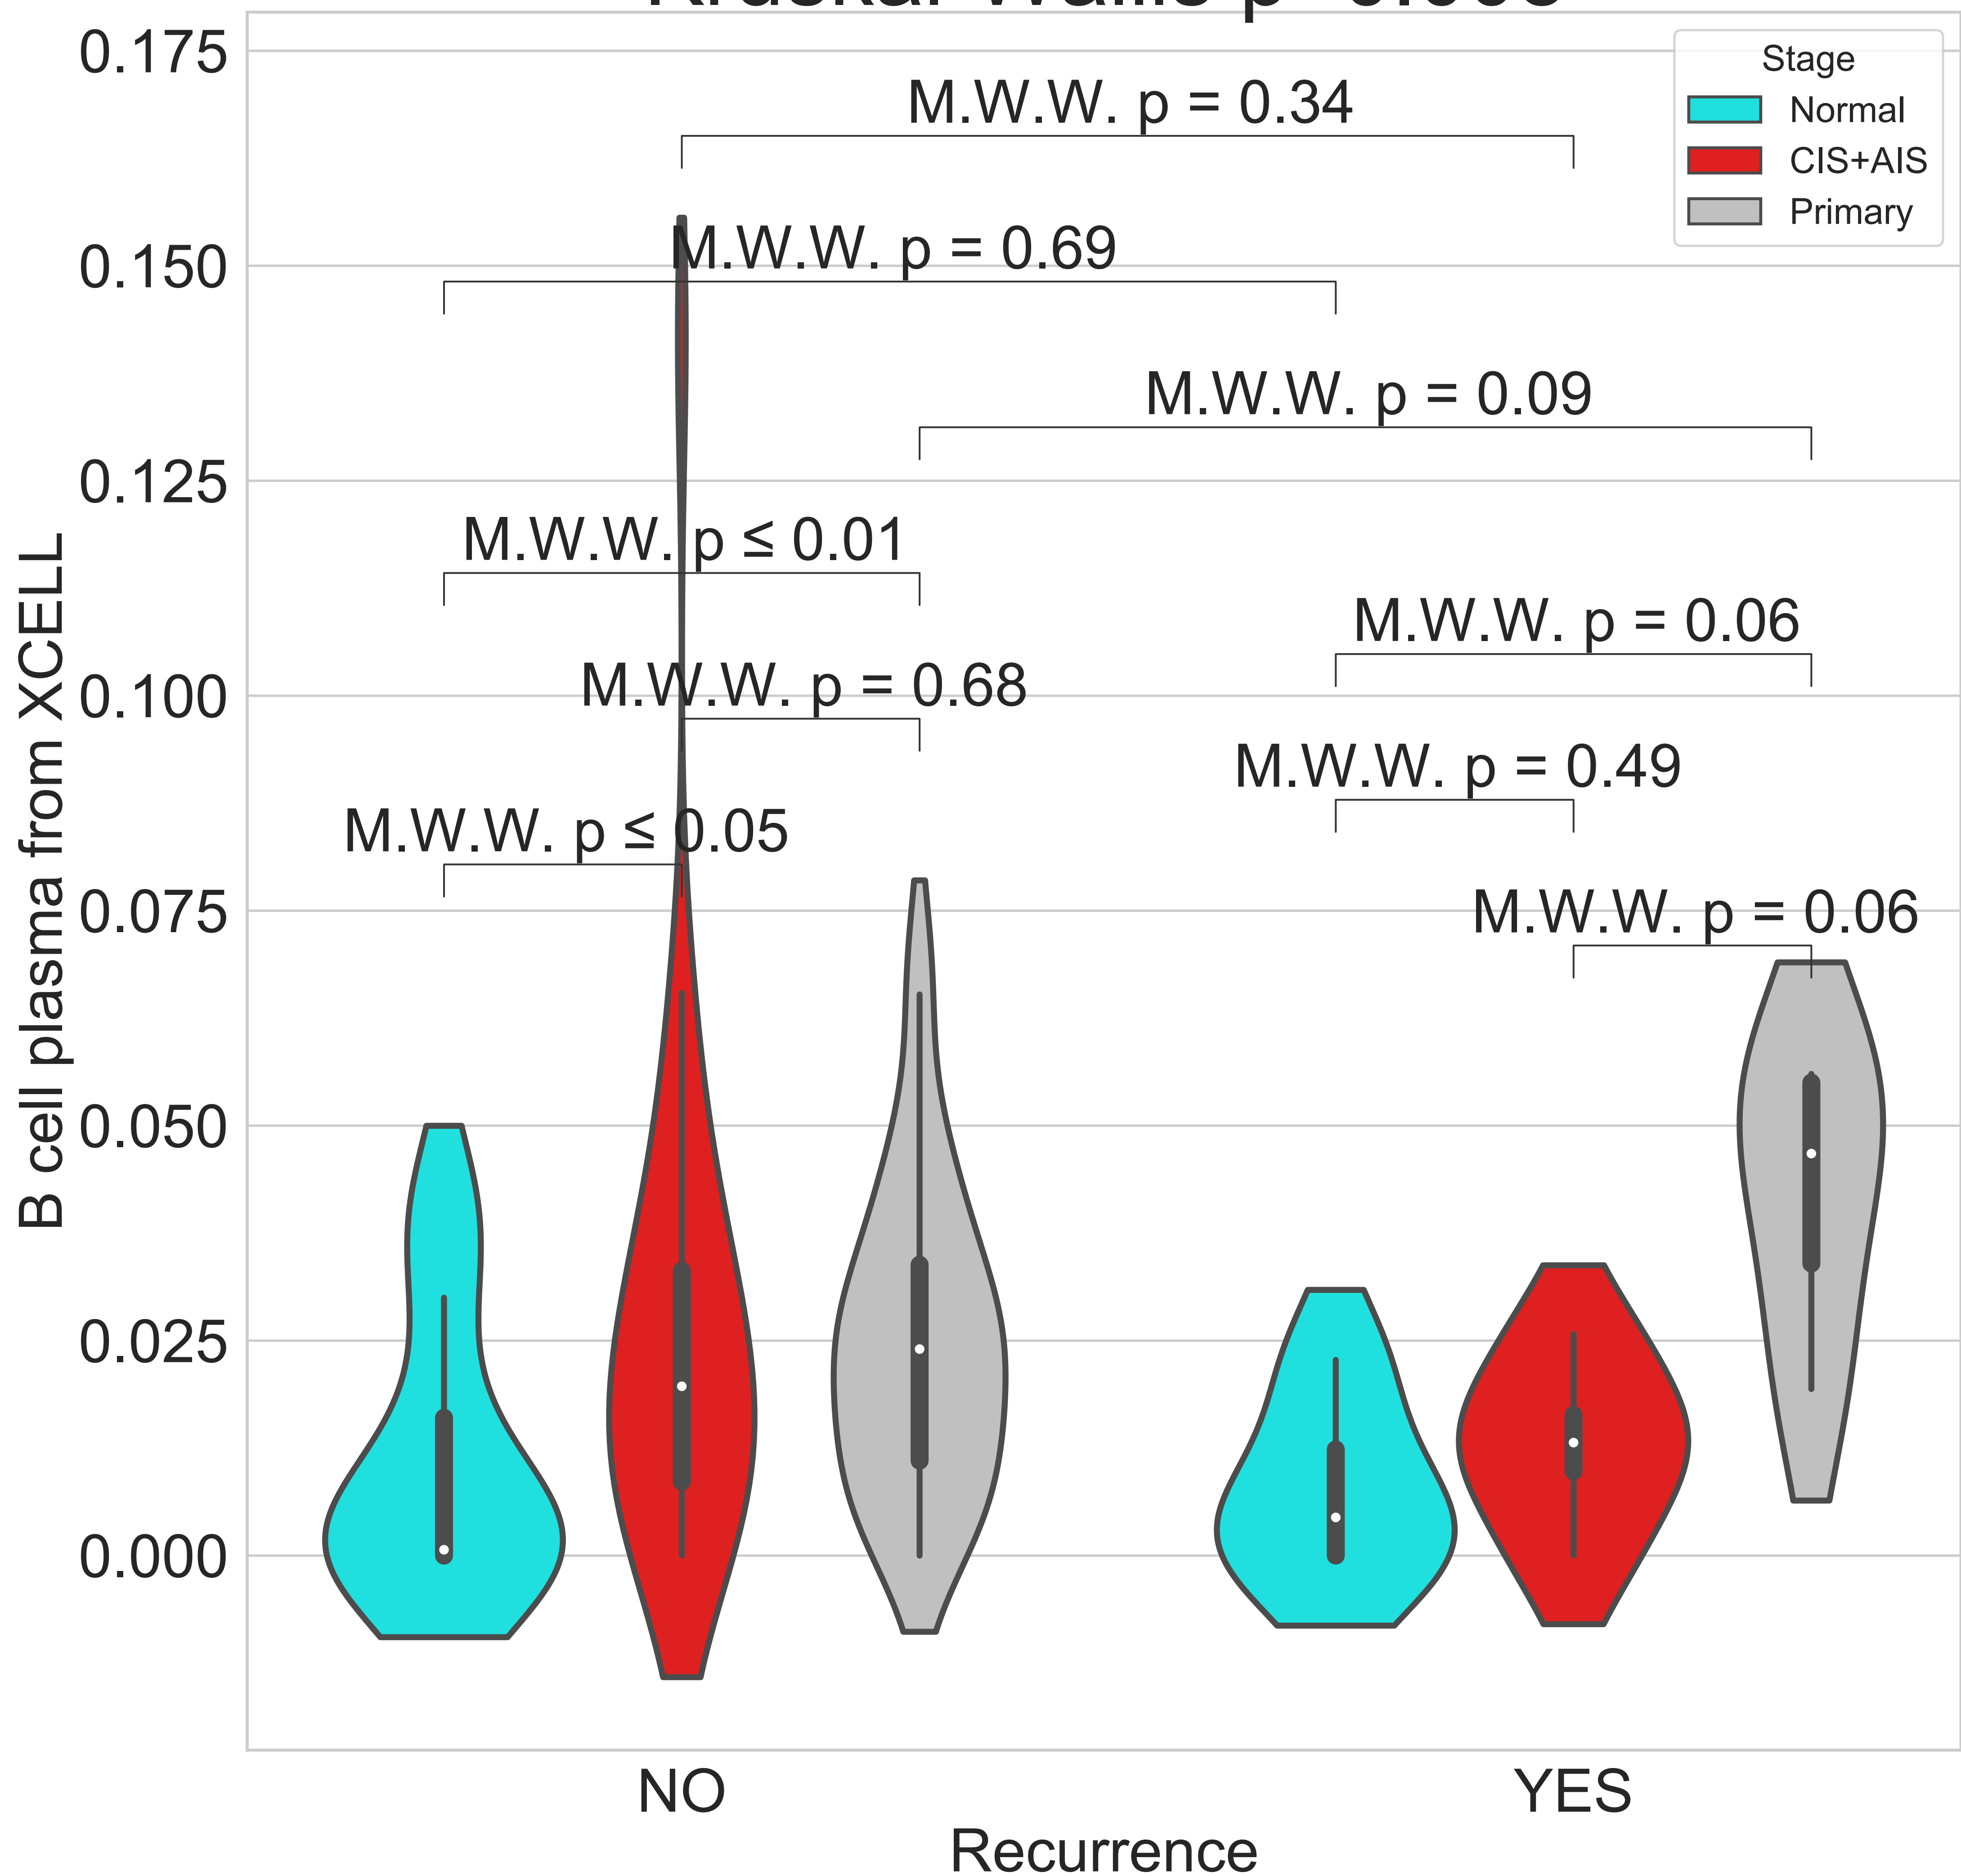 Stage
Normal
CIS+AIS
Primary
M.W.W. p = 0.34
M.W.W. p = 0.69
M.W.W. p = 0.09
M.W.W. p ≤ 0.01
M.W.W. p = 0.06
M.W.W. p = 0.68
M.W.W. p = 0.49
M.W.W. p ≤ 0.05
M.W.W. p = 0.06
0.175
0.150
0.125
0.100
0.075
0.050
0.025
0.000
B cell plasma from XCELL
NO
YES
Recurrence